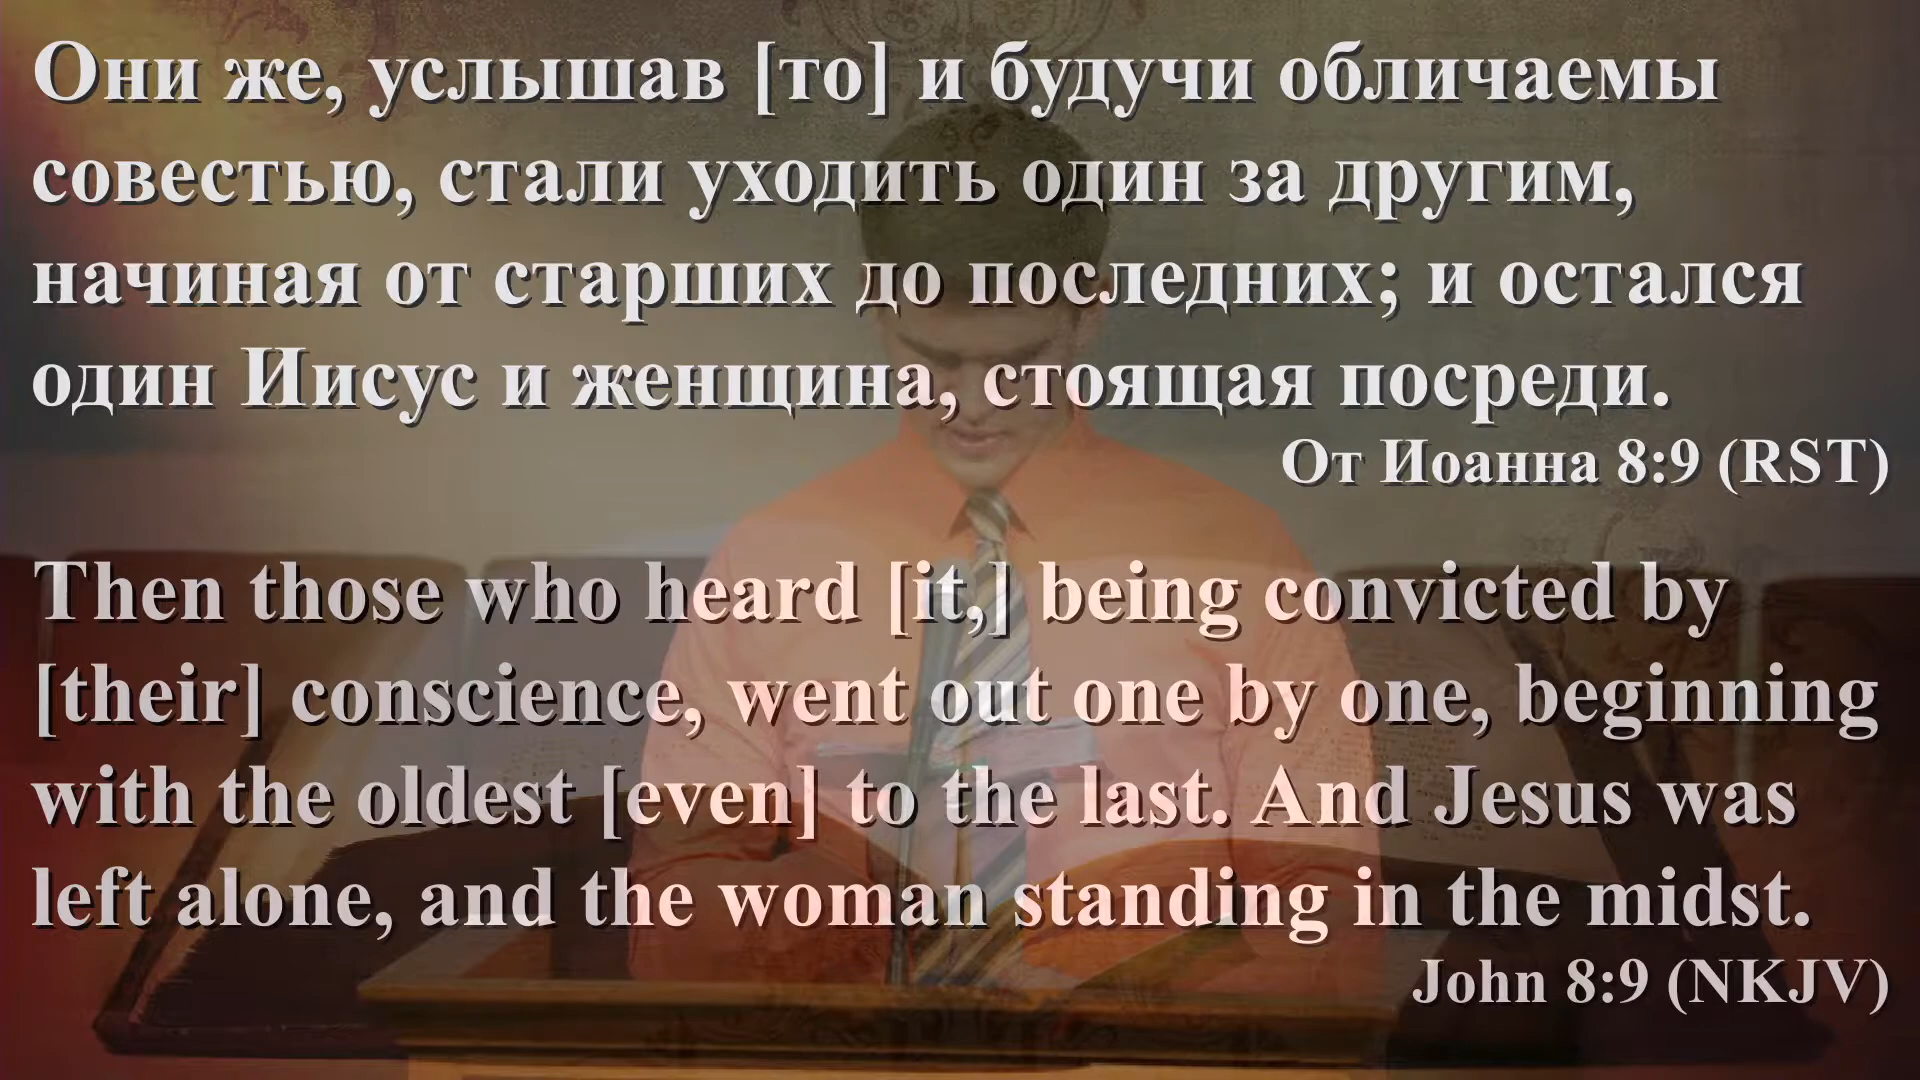 Они же, услышав [то] и будучи обличаемы
совестью, стали уходить один за другим,
начиная от старших до последних; и остался
один Иисус и женщина, стоящая посреди.
От Иоанна 8:9 (RST)
Then those who heard [it,] being convicted by
[their] conscience, went out one by one, beginning
with the oldest [even] to the last. And Jesus was
left alone, and the woman standing in the midst.
John 8:9 (NKJV)